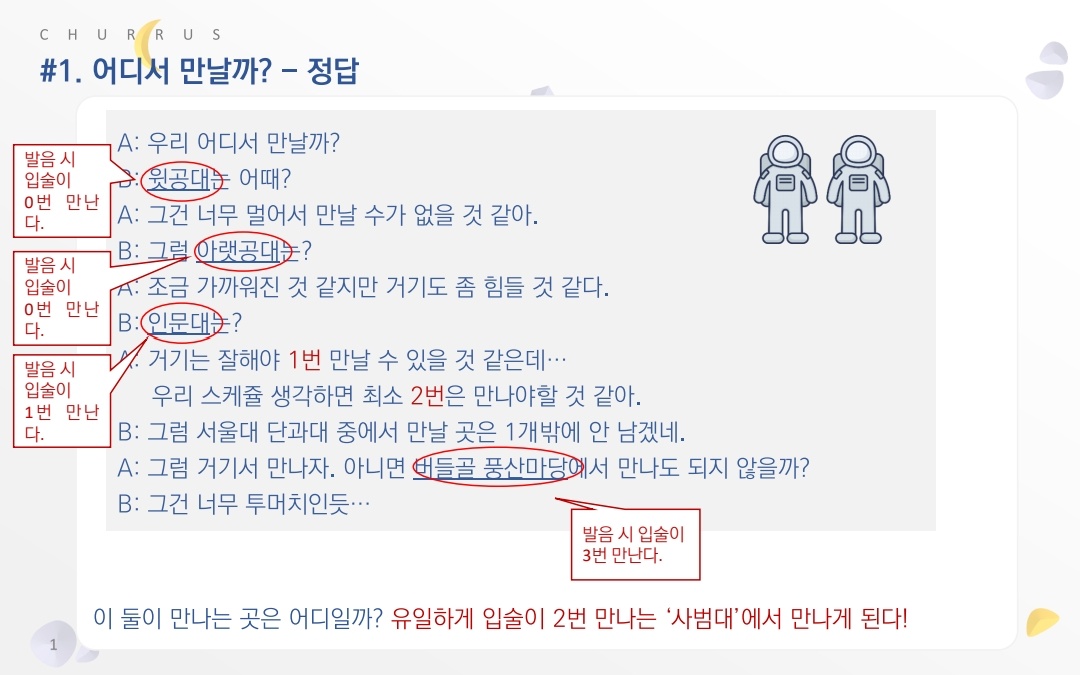 CHURRUS
#1. 어디서 만날까? – 정답
A: 우리 어디서 만날까?
발음 시
입술이
0번 만난
다.
B: 윗공대는 어때?
A: 그건 너무 멀어서 만날 수가 없을 것 같아.
B: 그럼 아랫공대는?
발음 시
입술이
0번 만난
다.
A: 조금 가까워진 것 같지만 거기도 좀 힘들 것 같다.
B: 인문대는?
발음 시
입술이
1번 만난
다.
A: 거기는 잘해야 1번 만날 수 있을 것 같은데…
우리 스케쥴 생각하면 최소 2번은 만나야할 것 같아.
B: 그럼 서울대 단과대 중에서 만날 곳은 1개밖에 안 남겠네.
A: 그럼 거기서 만나자. 아니면 버들골 풍산마당에서 만나도 되지 않을까?
B: 그건 너무 투머치인듯…
발음 시 입술이
3번 만난다.
이 둘이 만나는 곳은 어디일까? 유일하게 입술이 2번 만나는 ‘사범대’에서 만나게 된다!
1